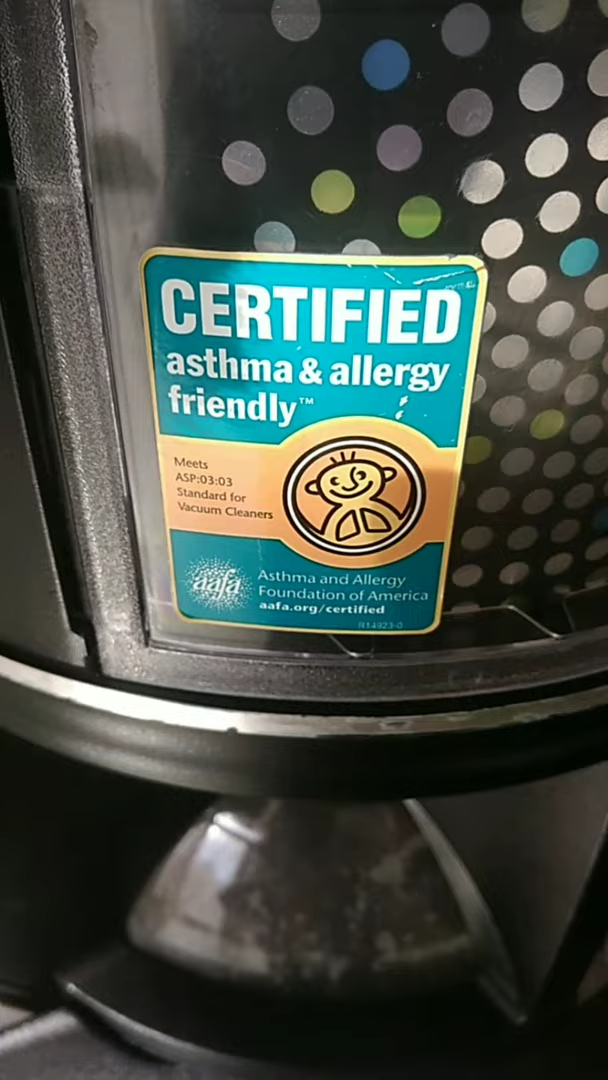 CERTIFIED
asthma & allergy
friendly™
Meets
ASP:03:03
Standard for
Vacuum Cleaners
aafa
Asthma and Allergy
Foundation of America
aafa.org/certified
R14923-0